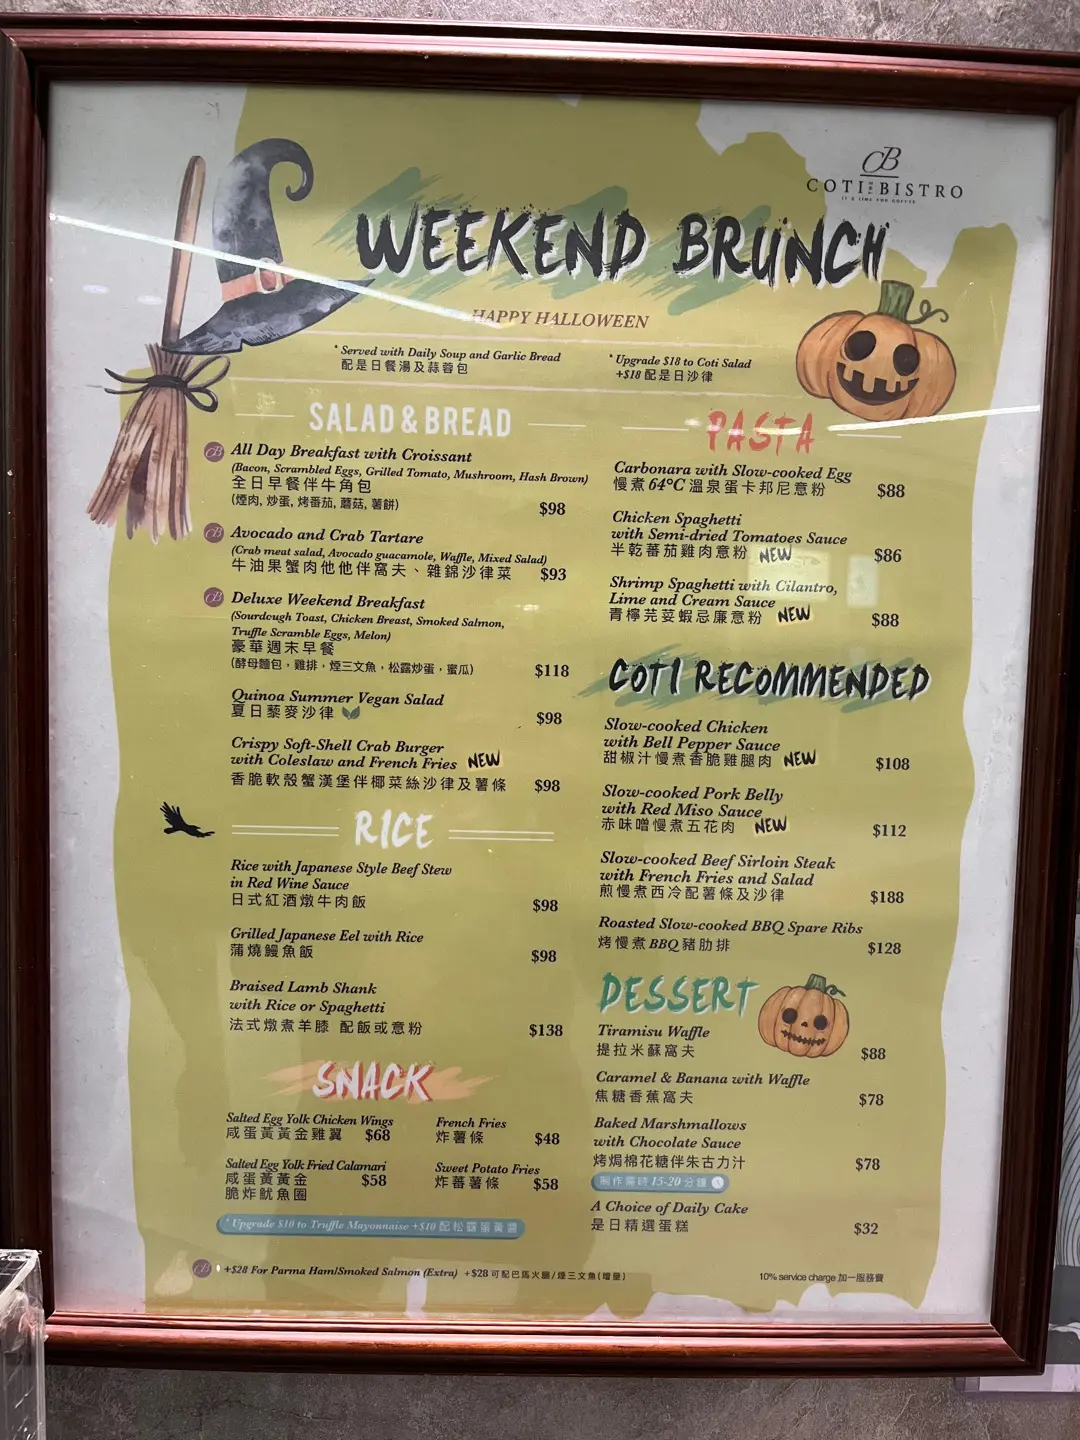 CB
COTI BISTRO
IT'S TIME FOR COFFEE
WEEKEND BRUNCH
HAPPY HALLOWEEN
* Served with Daily Soup and Garlic Bread
配是日餐湯及蒜蓉包
* Upgrade $18 to Coti Salad
+$18 配是日沙律
SALAD & BREAD
CB All Day Breakfast with Croissant
(Bacon, Scrambled Eggs, Grilled Tomato, Mushroom, Hash Brown)
全日早餐伴牛角包
(煙肉, 炒蛋, 烤番茄, 蘑菇, 薯餅) $98
CB Avocado and Crab Tartare
(Crab meat salad, Avocado guacamole, Waffle, Mixed Salad)
牛油果蟹肉他他伴窩夫、雜錦沙律菜 $93
CB Deluxe Weekend Breakfast
(Sourdough Toast, Chicken Breast, Smoked Salmon,
Truffle Scramble Eggs, Melon)
豪華週末早餐
(酵母麵包，雞排，煙三文魚，松露炒蛋，蜜瓜) $118
Quinoa Summer Vegan Salad
夏日藜麥沙律 $98
Crispy Soft-Shell Crab Burger
with Coleslaw and French Fries NEW
香脆軟殼蟹漢堡伴椰菜絲沙律及薯條 $98
RICE
Rice with Japanese Style Beef Stew
in Red Wine Sauce
日式紅酒燉牛肉飯 $98
Grilled Japanese Eel with Rice
蒲燒鰻魚飯 $98
Braised Lamb Shank
with Rice or Spaghetti
法式燉煮羊膝 配飯或意粉 $138
SNACK
Salted Egg Yolk Chicken Wings
咸蛋黃黃金雞翼 $68
French Fries
炸薯條 $48
Salted Egg Yolk Fried Calamari
咸蛋黃黃金 $58
脆炸魷魚圈
Sweet Potato Fries
炸蕃薯條 $58
* Upgrade $10 to Truffle Mayonnaise +$10 配松露蛋黃醬
PASTA
Carbonara with Slow-cooked Egg
慢煮64°C溫泉蛋卡邦尼意粉 $88
Chicken Spaghetti
with Semi-dried Tomatoes Sauce
半乾蕃茄雞肉意粉 NEW $86
Shrimp Spaghetti with Cilantro,
Lime and Cream Sauce
青檸芫荽蝦忌廉意粉 NEW $88
COTI RECOMMENDED
Slow-cooked Chicken
with Bell Pepper Sauce
甜椒汁慢煮香脆雞腿肉 NEW $108
Slow-cooked Pork Belly
with Red Miso Sauce
赤味噌慢煮五花肉 NEW $112
Slow-cooked Beef Sirloin Steak
with French Fries and Salad
煎慢煮西冷配薯條及沙律 $188
Roasted Slow-cooked BBQ Spare Ribs
烤慢煮BBQ豬肋排 $128
DESSERT
Tiramisu Waffle
提拉米蘇窩夫 $88
Caramel & Banana with Waffle
焦糖香蕉窩夫 $78
Baked Marshmallows
with Chocolate Sauce
烤焗棉花糖伴朱古力汁 $78
制作需時 15-20 分鐘
A Choice of Daily Cake
是日精選蛋糕 $32
CB +$28 For Parma Ham/Smoked Salmon (Extra) +$28 可配巴馬火腿/煙三文魚(增量)
10% service charge 加一服務費